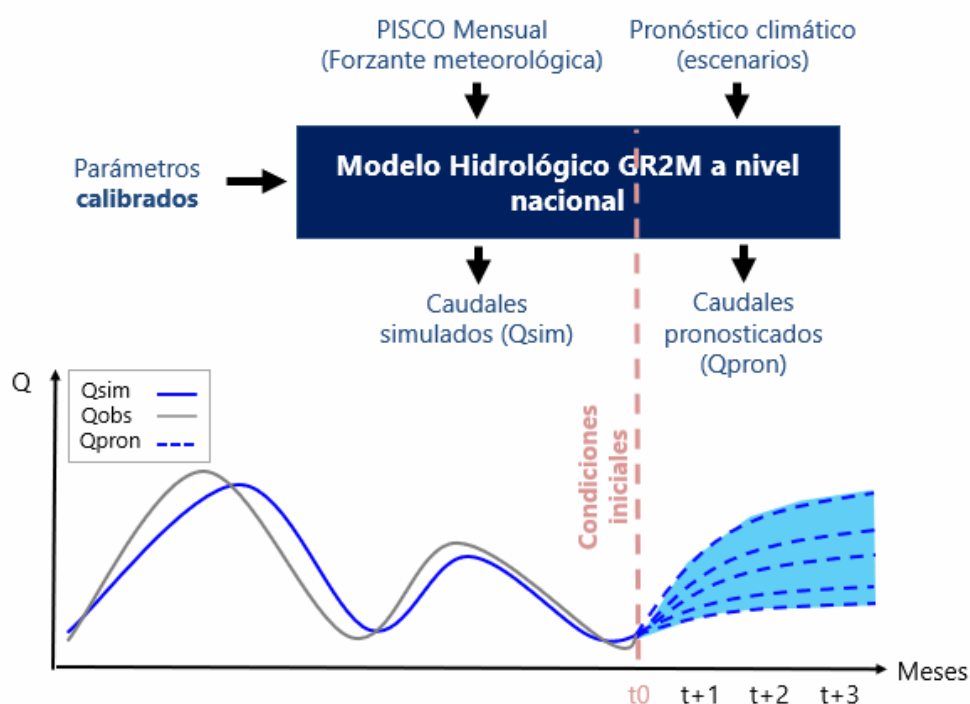 PISCO Mensual
(Forzante meteorológica)
Pronóstico climático
(escenarios)
Parámetros
calibrados
Modelo Hidrológico GR2M a nivel
nacional
Caudales
simulados (Qsim)
Caudales
pronosticados
(Qpron)
Q
Qsim
Qobs
Qpron
Condiciones
iniciales
Meses
t0
t+1
t+2
t+3